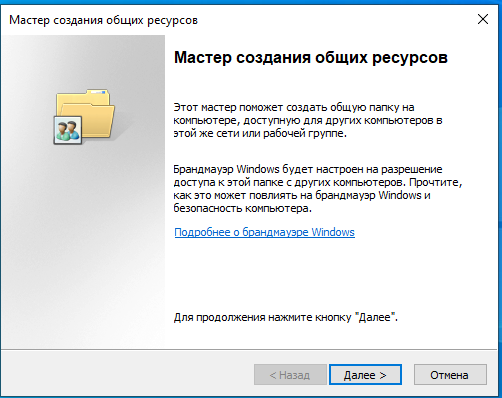 Мастер создания общих ресурсов
Мастер создания общих ресурсов
Этот мастер поможет создать общую папку на
компьютере, доступную для других компьютеров в
этой же сети или рабочей группе.
Брандмауэр Windows будет настроен на разрешение
доступа к этой папке с других компьютеров. Прочтите,
как это может повлиять на брандмауэр Windows и
безопасность компьютера.
Подробнее о брандмауэре Windows
Для продолжения нажмите кнопку "Далее".
< Назад
Далее >
Отмена